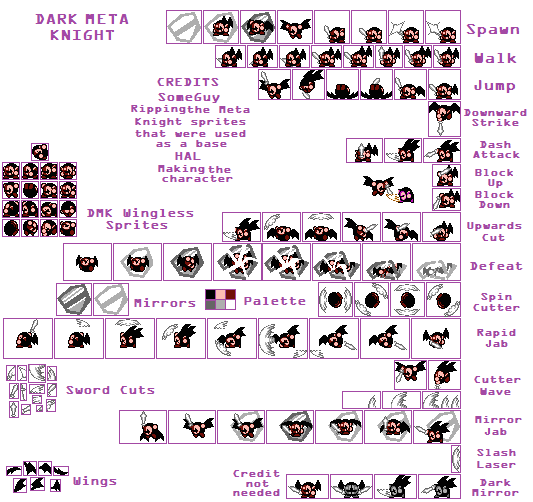 DARK META
KNIGHT
Spawn
Walk
Jump
CREDITS
SomeGuy
Rippingthe Meta
Knight sprites
that were used
as a base
HAL
Making the
character
Downward
Strike
Dash
Attack
Block
Up
Block
Down
DMK Wingless
Sprites
Upwards
Cut
Defeat
Mirrors
Palette
Spin
Cutter
Rapid
Jab
Sword Cuts
Cutter
Wave
Mirror
Jab
Slash
Laser
Wings
Credit
not
needed
Dark
Mirror